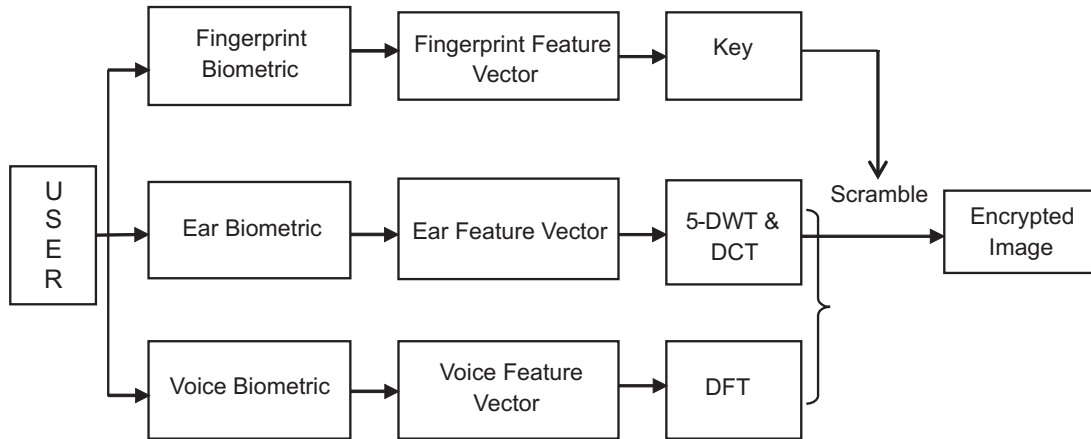 Fingerprint
Biometric
Fingerprint Feature
Vector
Key
U
S
E
R
Ear Biometric
Ear Feature Vector
5-DWT &
DCT
Scramble
Encrypted
Image
Voice Biometric
Voice Feature
Vector
DFT